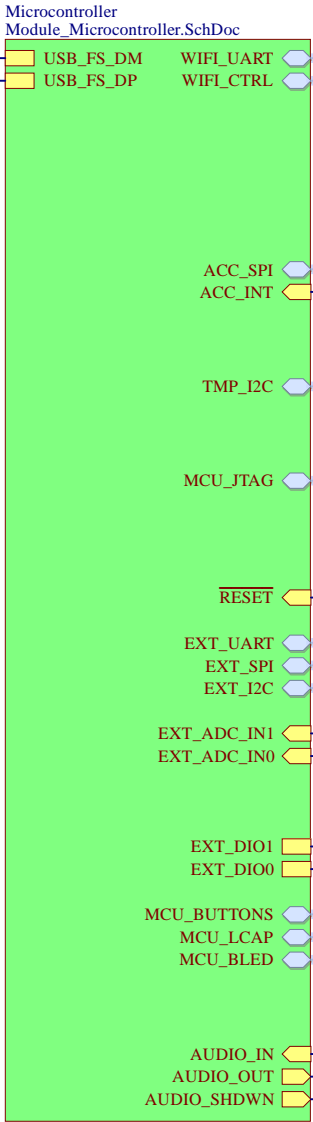 Microcontroller
Module_Microcontroller.SchDoc
USB_FS_DM WIFI_UART
USB_FS_DP WIFI_CTRL
ACC_SPI
ACC_INT
TMP_I2C
MCU_JTAG
RESET
EXT_UART
EXT_SPI
EXT_I2C
EXT_ADC_IN1
EXT_ADC_IN0
EXT_DIO1
EXT_DIO0
MCU_BUTTONS
MCU_LCAP
MCU_BLED
AUDIO_IN
AUDIO_OUT
AUDIO_SHDWN